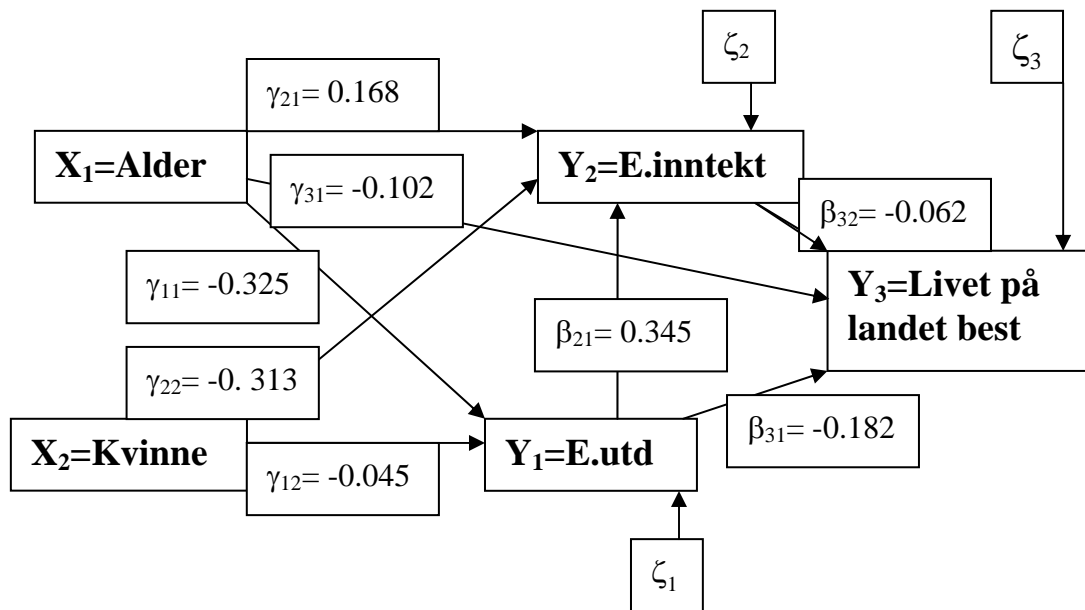 ζ₂
ζ₃
γ₂₁= 0.168
X₁=Alder
Y₂=E.inntekt
γ₃₁= -0.102
β₃₂= -0.062
γ₁₁= -0.325
Y₃=Livet på
landet best
β₂₁= 0.345
γ₂₂= -0. 313
X₂=Kvinne
Y₁=E.utd
β₃₁= -0.182
γ₁₂= -0.045
ζ₁